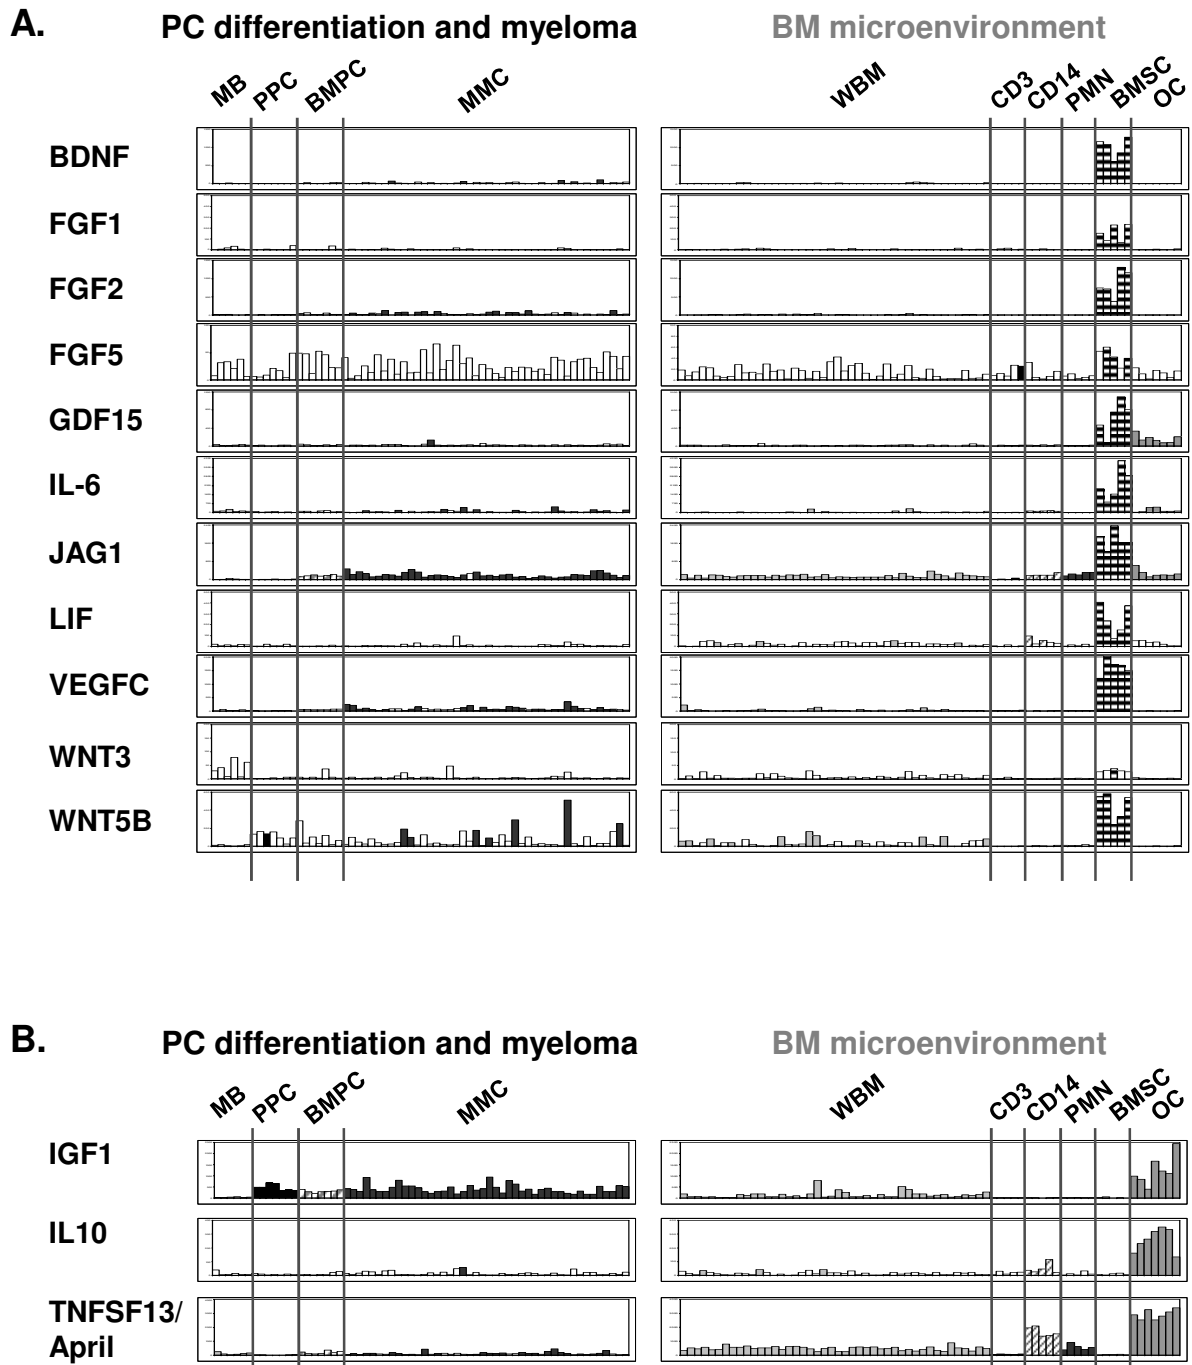 A.
PC differentiation and myeloma
BM microenvironment
MB PPC BMPC MMC WBM CD3 CD14 PMN BMSC OC
BDNF
FGF1
FGF2
FGF5
GDF15
IL-6
JAG1
LIF
VEGFC
WNT3
WNT5B
B.
PC differentiation and myeloma
BM microenvironment
MB PPC BMPC MMC WBM CD3 CD14 PMN BMSC OC
IGF1
IL10
TNFSF13/
April